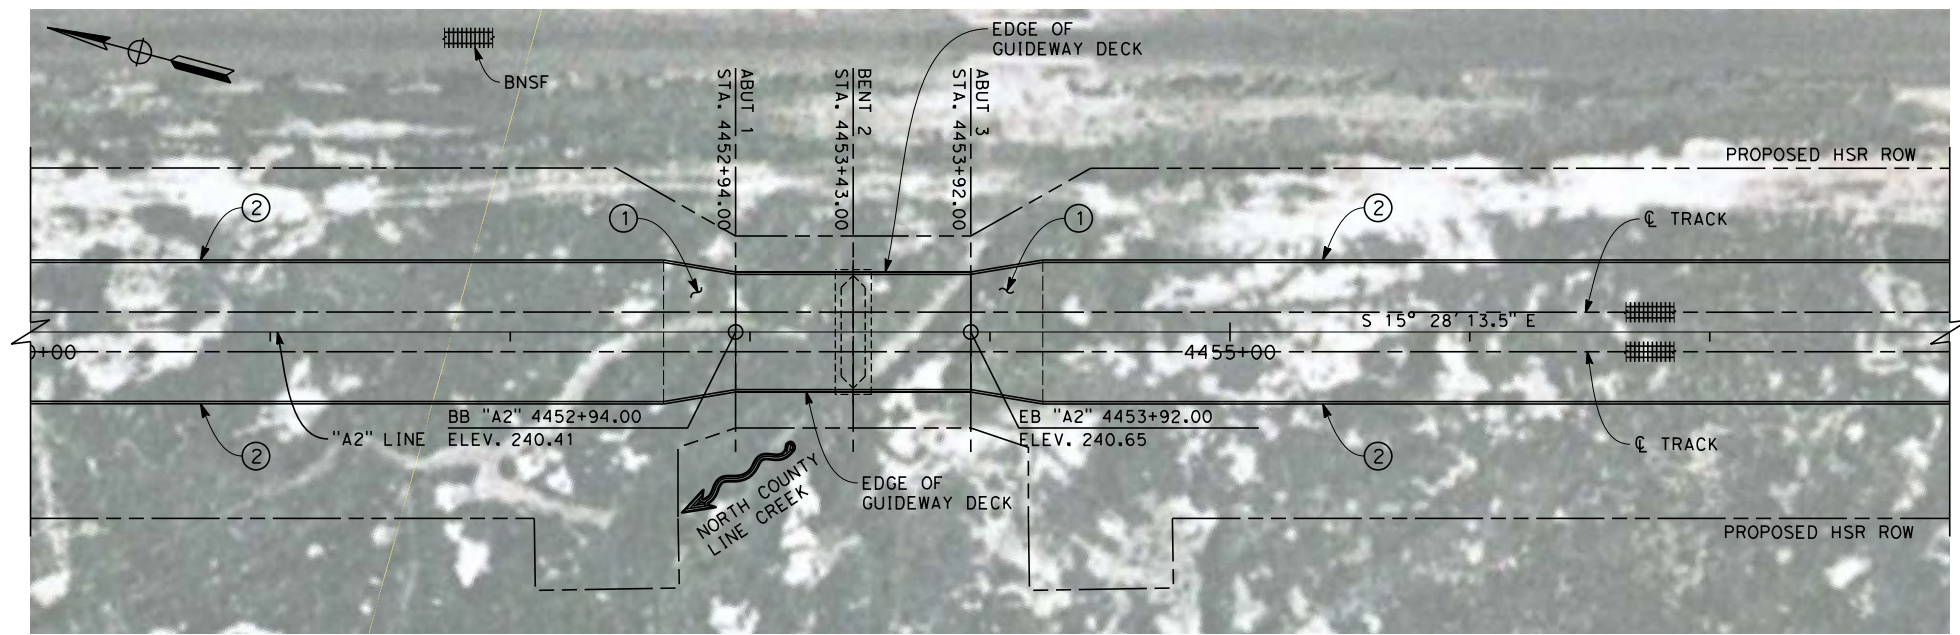 BNSF
EDGE OF
GUIDEWAY DECK
ABUT 1
STA. 4452+94.00
BENT 2
STA. 4453+43.00
ABUT 3
STA. 4453+92.00
PROPOSED HSR ROW
2
1
1
2
℄ TRACK
S 15° 28' 13.5" E
0+00
4455+00
BB "A2" 4452+94.00
ELEV. 240.41
EB "A2" 4453+92.00
ELEV. 240.65
"A2" LINE
℄ TRACK
2
2
NORTH COUNTY
LINE CREEK
EDGE OF
GUIDEWAY DECK
PROPOSED HSR ROW